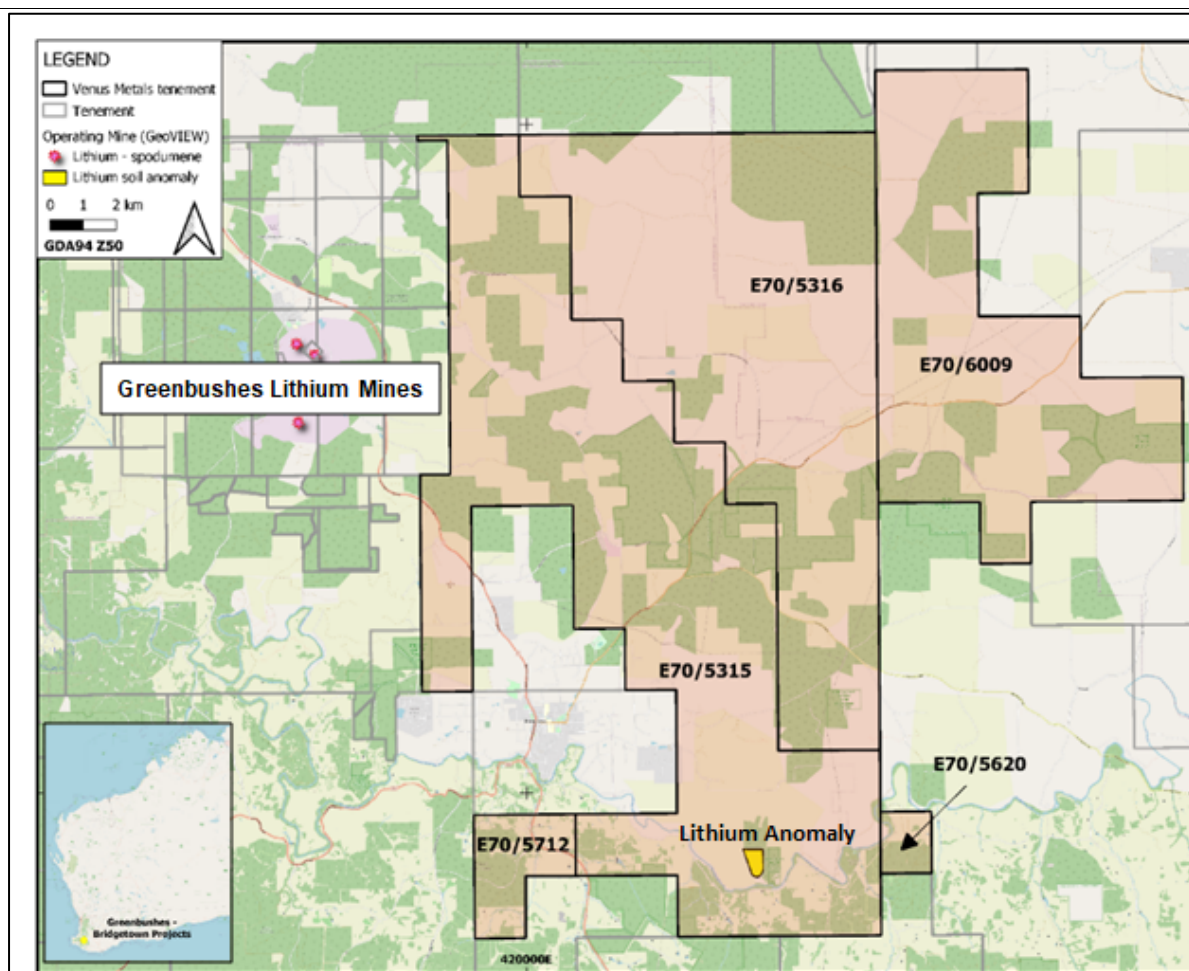 LEGEND
Venus Metals tenement
Tenement
Operating Mine (GeoVIEW)
Lithium - spodumene
Lithium soil anomaly
0 1 2 km
GDA94 Z50
E70/5316
E70/6009
Greenbushes Lithium Mines
E70/5315
E70/5620
Lithium Anomaly
E70/5712
Greenbushes -
Bridgetown Projects
420000E